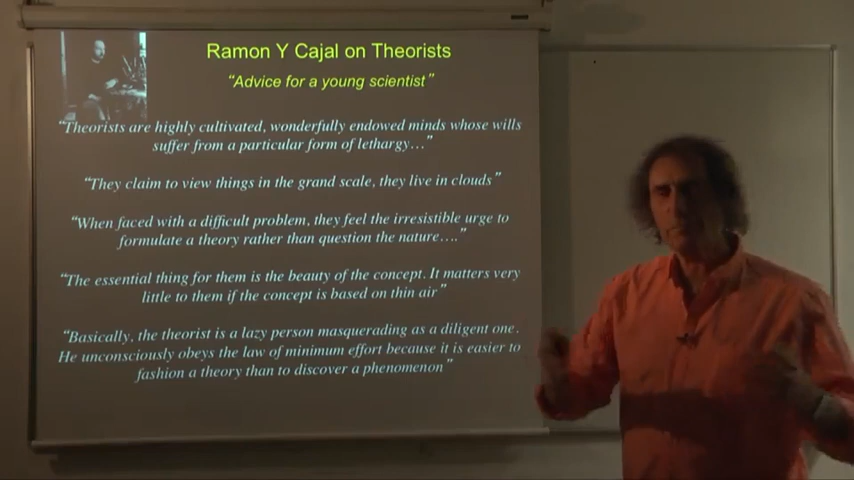 Ramon Y Cajal on Theorists
“Advice for a young scientist”
“Theorists are highly cultivated, wonderfully endowed minds whose wills
suffer from a particular form of lethargy…”
“They claim to view things in the grand scale, they live in clouds”
“When faced with a difficult problem, they feel the irresistible urge to
formulate a theory rather than question the nature….”
“The essential thing for them is the beauty of the concept. It matters very
little to them if the concept is based on thin air”
“Basically, the theorist is a lazy person masquerading as a diligent one.
He unconsciously obeys the law of minimum effort because it is easier to
fashion a theory than to discover a phenomenon”